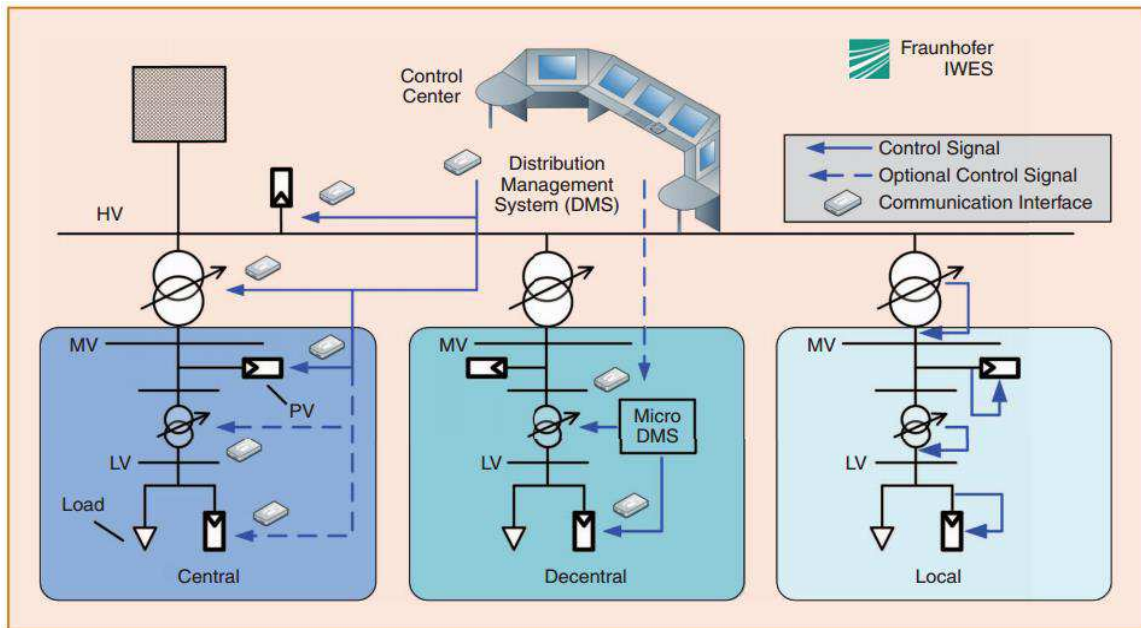 Fraunhofer
IWES
Control
Center
Control Signal
Optional Control Signal
Communication Interface
Distribution
Management
System (DMS)
HV
MV
PV
LV
Load
Central
MV
Micro
DMS
LV
Decentral
MV
LV
Local